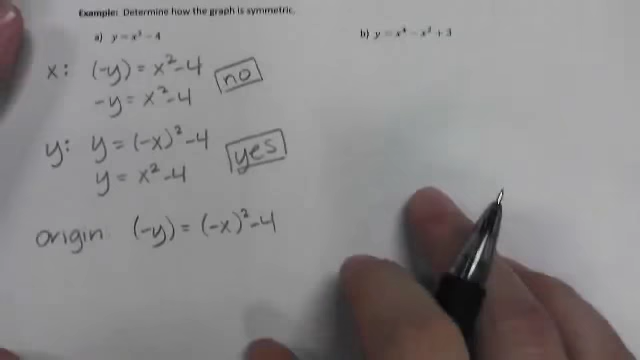 Example: Determine how the graph is symmetric.
a) y = x² – 4
b) y = x⁴ – x² + 3
x: (-y) = x² - 4
no
-y = x² - 4
y: y = (-x)² - 4
yes
y = x² - 4
origin: (-y) = (-x)² - 4